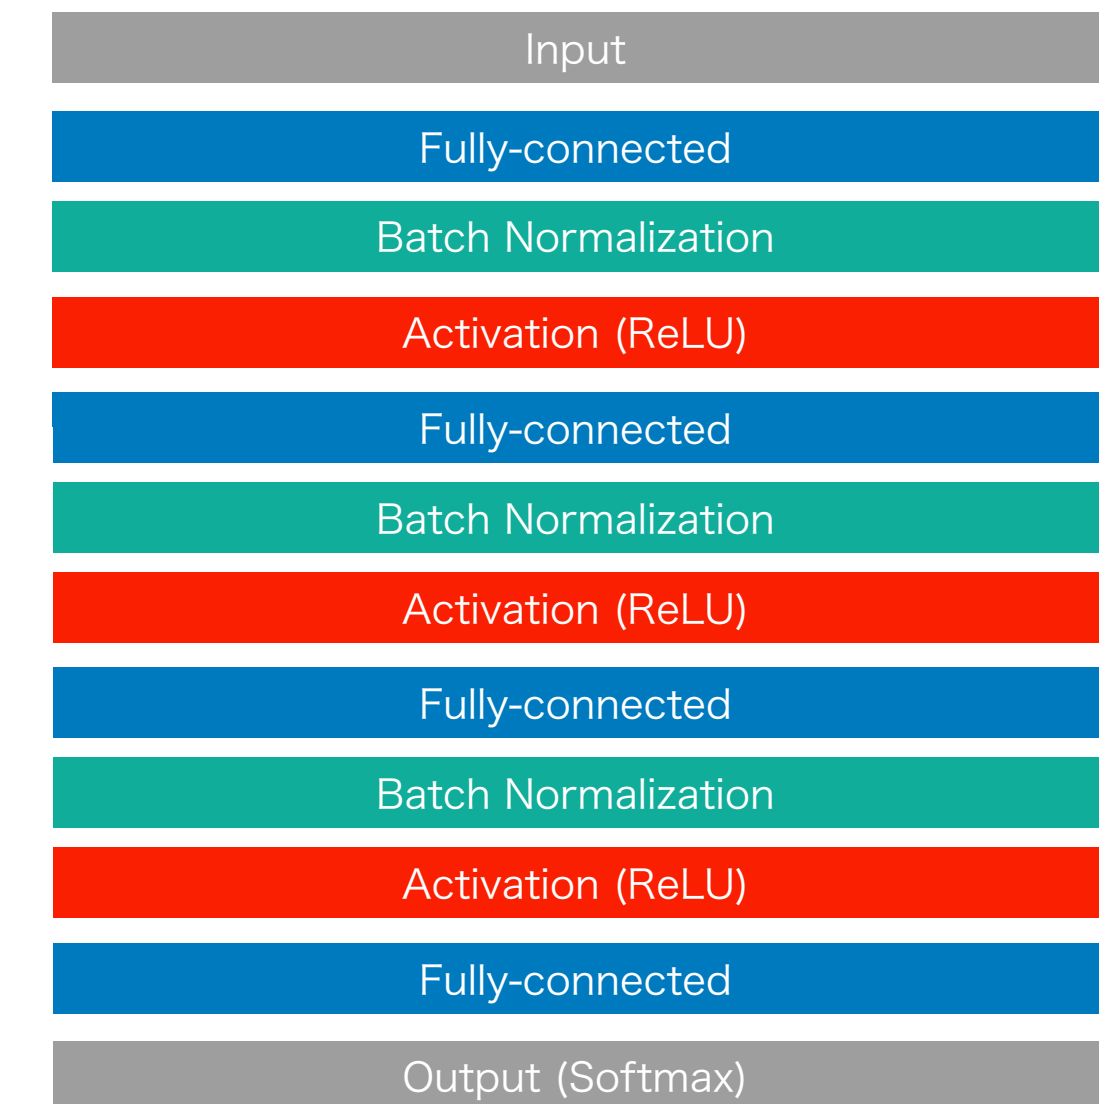 Input
Fully-connected
Batch Normalization
Activation (ReLU)
Fully-connected
Batch Normalization
Activation (ReLU)
Fully-connected
Batch Normalization
Activation (ReLU)
Fully-connected
Output (Softmax)